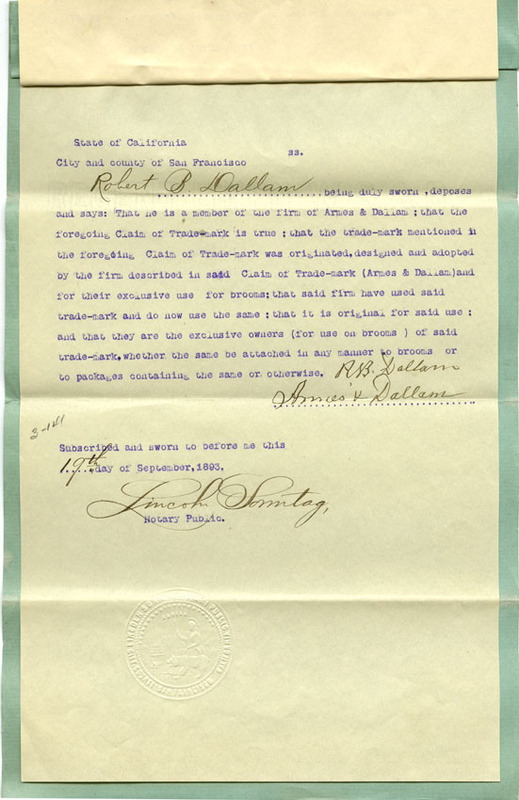 State of California
ss.
City and county of San Francisco
Robert B. Dallam being duly sworn, deposes
and says: That he is a member of the firm of Armes & Dallam; that the
foregoing Claim of Trade-mark is true; that the trade-mark mentioned in
the foregoing Claim of Trade-mark was originated, designed and adopted
by the firm described in said Claim of Trade-mark (Armes & Dallam) and
for their exclusive use for brooms; that said firm have used said
trade-mark and do now use the same; that it is original for said use;
and that they are the exclusive owners (for use on brooms ) of said
trade-mark, whether the same be attached in any manner to brooms or
to packages containing the same or otherwise. R.B. Dallam
Armes & Dallam
3-141
Subscribed and sworn to before me this
19th day of September, 1893.
Lincoln Sonntag,
Notary Public.